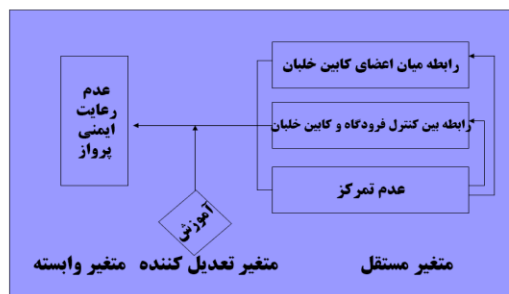 رابطه میان اعضای کابین خلبان
رابطه بین کنترل فرودگاه و کابین خلبان
عدم تمرکز
عدم
رعایت
ایمنی
پرواز
آموزش
متغیر مستقل
متغیر تعدیل کننده
متغیر وابسته